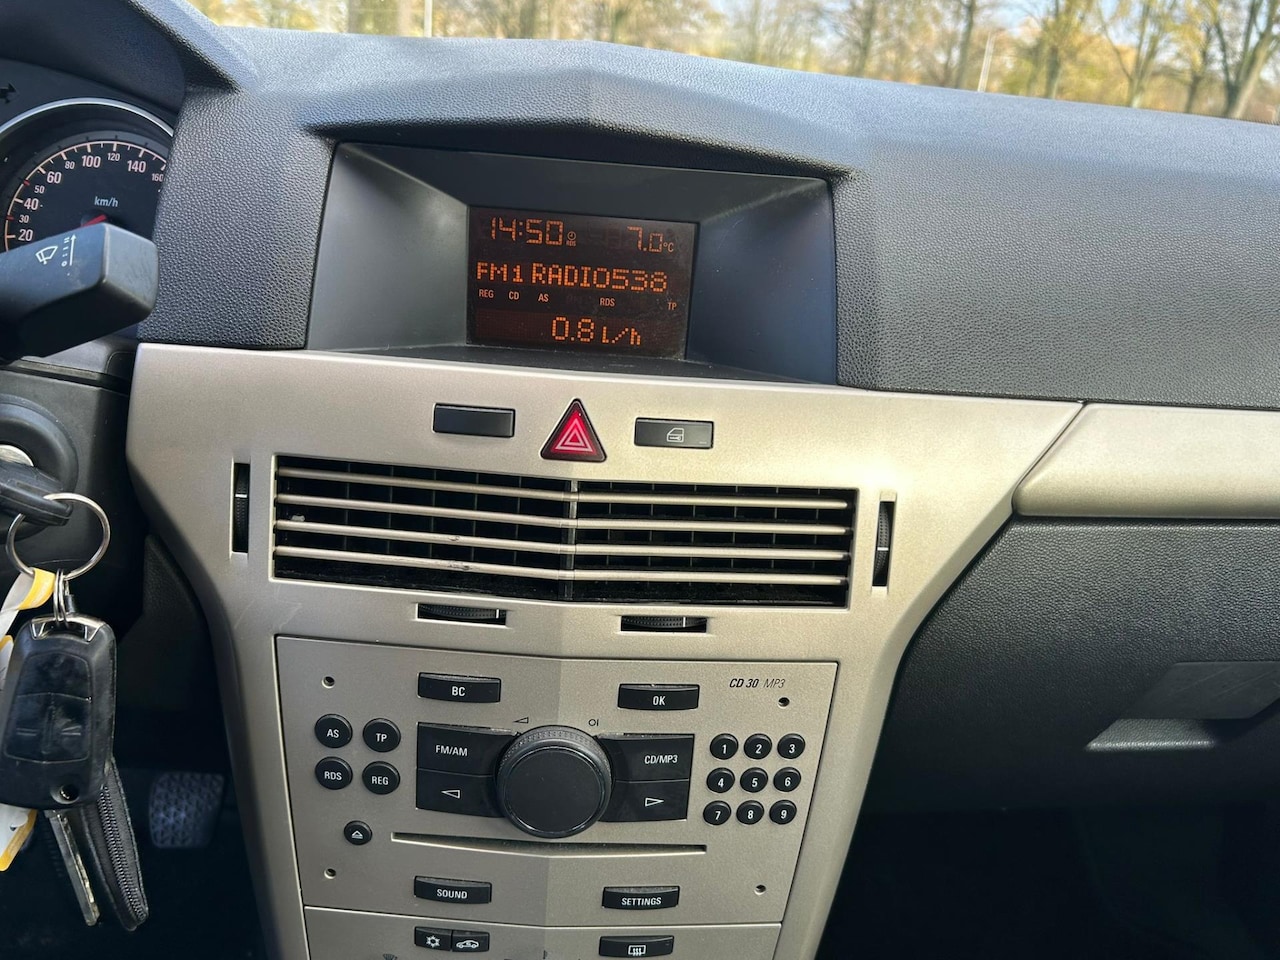 14:50 RDS 7.0°C
FM1 RADIO538
REG CD AS RDS TP
0.8 L/h
20
30
40
50
60
80
100
120
140
160
km/h
CD 30 MP3
BC
OK
AS
TP
FM/AM
CD/MP3
RDS
REG
1 2 3
4 5 6
7 8 9
SOUND
SETTINGS